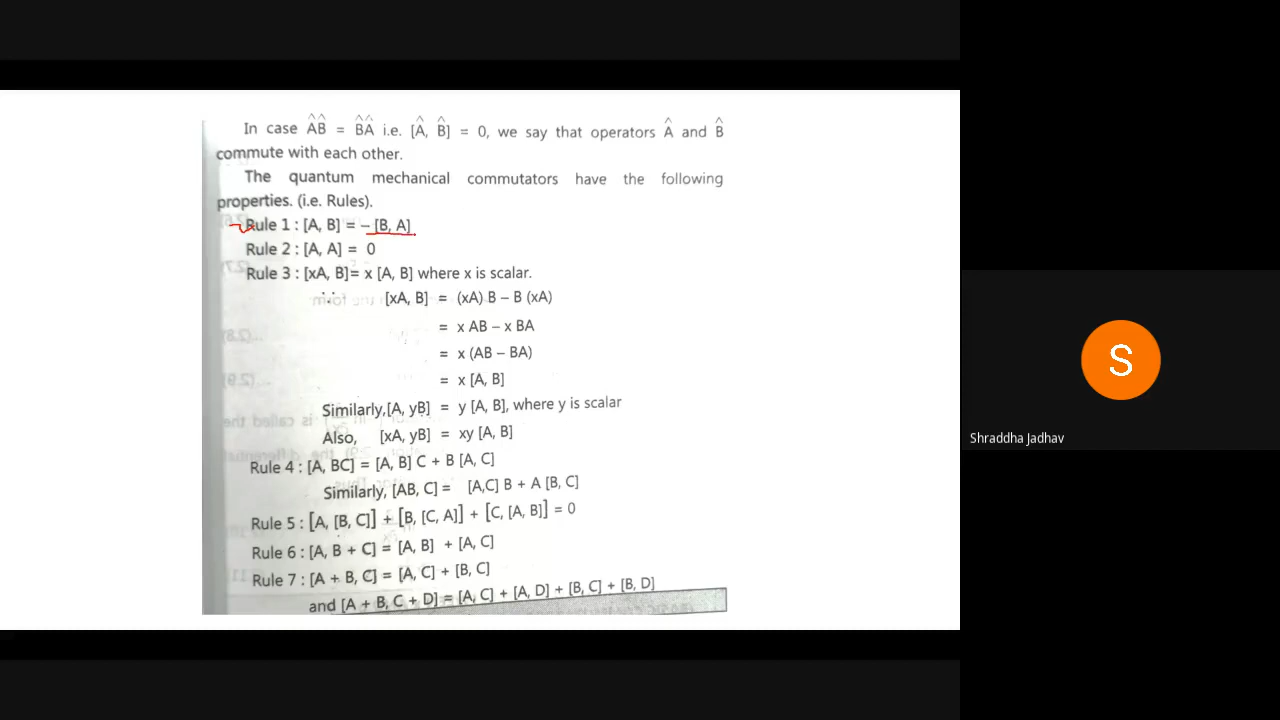 In case ÂB̂ = B̂Â i.e. [Â, B̂] = 0, we say that operators Â and B̂
commute with each other.
The quantum mechanical commutators have the following
properties. (i.e. Rules).
Rule 1 : [A, B] = – [B, A]
Rule 2 : [A, A] = 0
Rule 3 : [xA, B]= x [A, B] where x is scalar.
∵ [xA, B] = (xA) B – B (xA)
= x AB – x BA
= x (AB – BA)
= x [A, B]
Similarly,[A, yB] = y [A, B], where y is scalar
Also, [xA, yB] = xy [A, B]
Rule 4 : [A, BC] = [A, B] C + B [A, C]
Similarly, [AB, C] = [A,C] B + A [B, C]
Rule 5 : [A, [B, C]] + [B, [C, A]] + [C, [A, B]] = 0
Rule 6 : [A, B + C] = [A, B] + [A, C]
Rule 7 : [A + B, C] = [A, C] + [B, C]
and [A + B, C + D] = [A, C] + [A, D] + [B, C] + [B, D]
S
Shraddha Jadhav